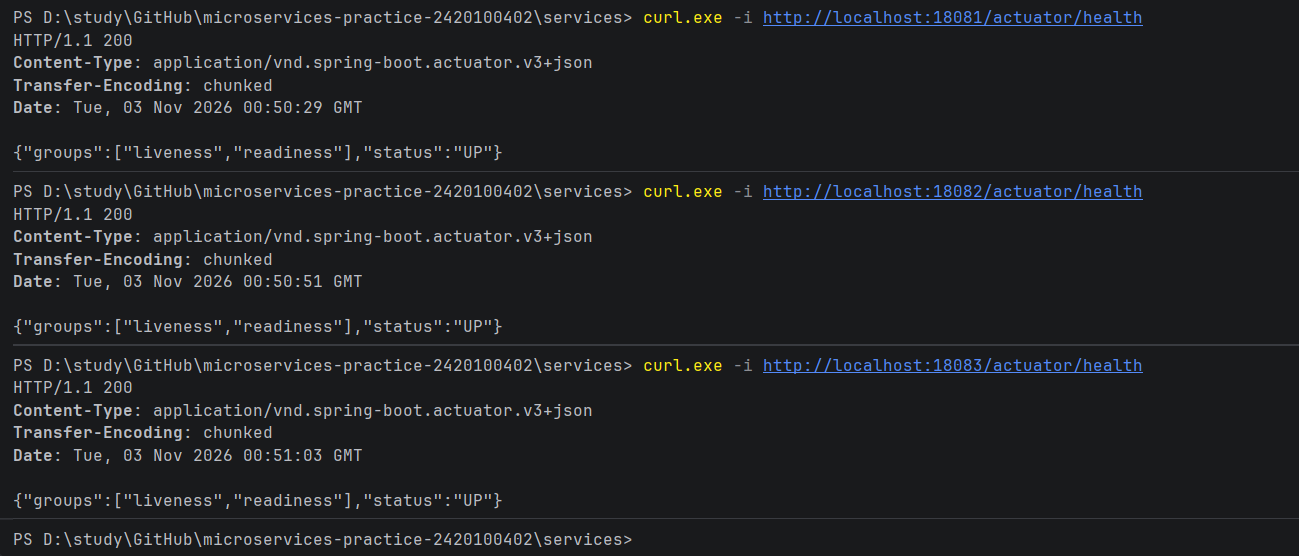 PS D:\study\GitHub\microservices-practice-2420100402\services> curl.exe -i http://localhost:18081/actuator/health
HTTP/1.1 200
Content-Type: application/vnd.spring-boot.actuator.v3+json
Transfer-Encoding: chunked
Date: Tue, 03 Nov 2026 00:50:29 GMT

{"groups":["liveness","readiness"],"status":"UP"}
PS D:\study\GitHub\microservices-practice-2420100402\services> curl.exe -i http://localhost:18082/actuator/health
HTTP/1.1 200
Content-Type: application/vnd.spring-boot.actuator.v3+json
Transfer-Encoding: chunked
Date: Tue, 03 Nov 2026 00:50:51 GMT

{"groups":["liveness","readiness"],"status":"UP"}
PS D:\study\GitHub\microservices-practice-2420100402\services> curl.exe -i http://localhost:18083/actuator/health
HTTP/1.1 200
Content-Type: application/vnd.spring-boot.actuator.v3+json
Transfer-Encoding: chunked
Date: Tue, 03 Nov 2026 00:51:03 GMT

{"groups":["liveness","readiness"],"status":"UP"}
PS D:\study\GitHub\microservices-practice-2420100402\services>